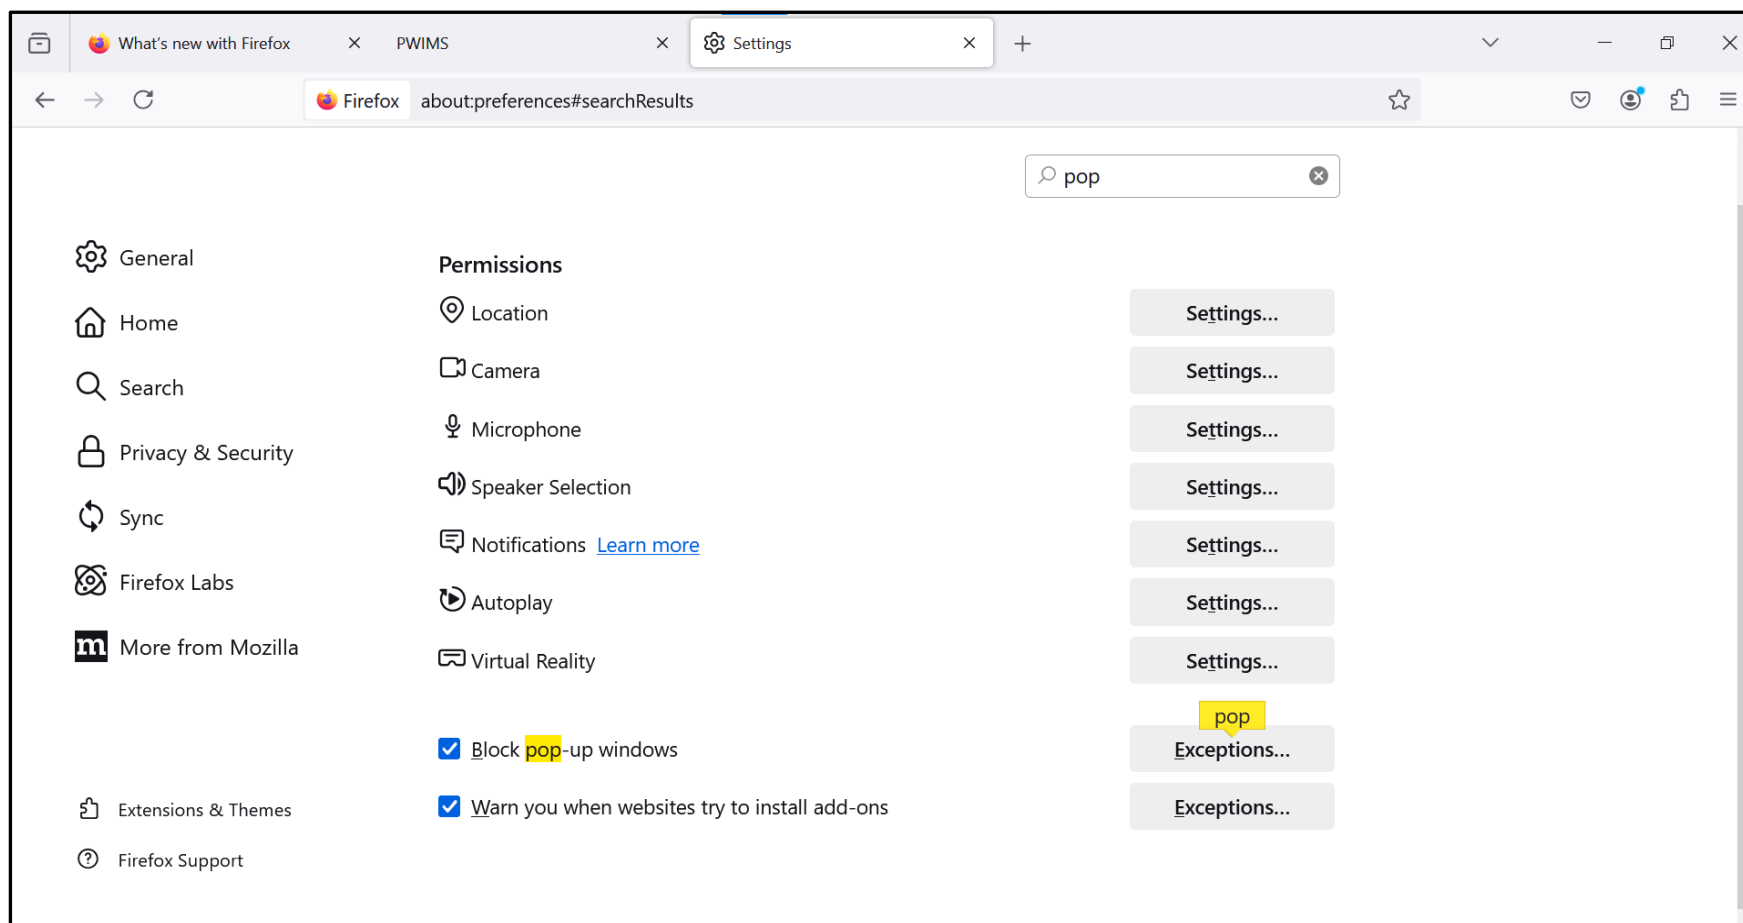 What's new with Firefox
PWIMS
Settings
Firefox
about:preferences#searchResults
pop
General
Home
Search
Privacy & Security
Sync
Firefox Labs
m More from Mozilla
Extensions & Themes
Firefox Support
Permissions
Location Settings...
Camera Settings...
Microphone Settings...
Speaker Selection Settings...
Notifications Learn more Settings...
Autoplay Settings...
Virtual Reality Settings...
pop
Block pop-up windows Exceptions...
Warn you when websites try to install add-ons Exceptions...